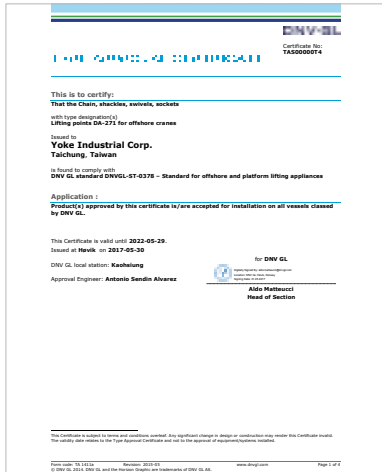 DNV·GL
Certificate No:
TAS00000T4
This is to certify:
That the Chain, shackles, swivels, sockets
with type designation(s)
Lifting points DA-271 for offshore cranes
Issued to
Yoke Industrial Corp.
Taichung, Taiwan
is found to comply with
DNV GL standard DNVGL-ST-0378 – Standard for offshore and platform lifting appliances
Application :
Product(s) approved by this certificate is/are accepted for installation on all vessels classed
by DNV GL.
This Certificate is valid until 2022-05-29.
Issued at Høvik on 2017-05-30
for DNV GL
DNV GL local station: Kaohsiung
Approval Engineer: Antonio Sendin Alvarez
Aldo Matteucci
Head of Section
This Certificate is subject to terms and conditions overleaf. Any significant change in design or construction may render this Certificate invalid.
The validity date relates to the Type Approval Certificate and not to the approval of equipment/systems installed.
Form code: TA 1411a Revision: 2015-05 www.dnvgl.com Page 1 of 4
© DNV GL 2014. DNV GL and the Horizon Graphic are trademarks of DNV GL AS.